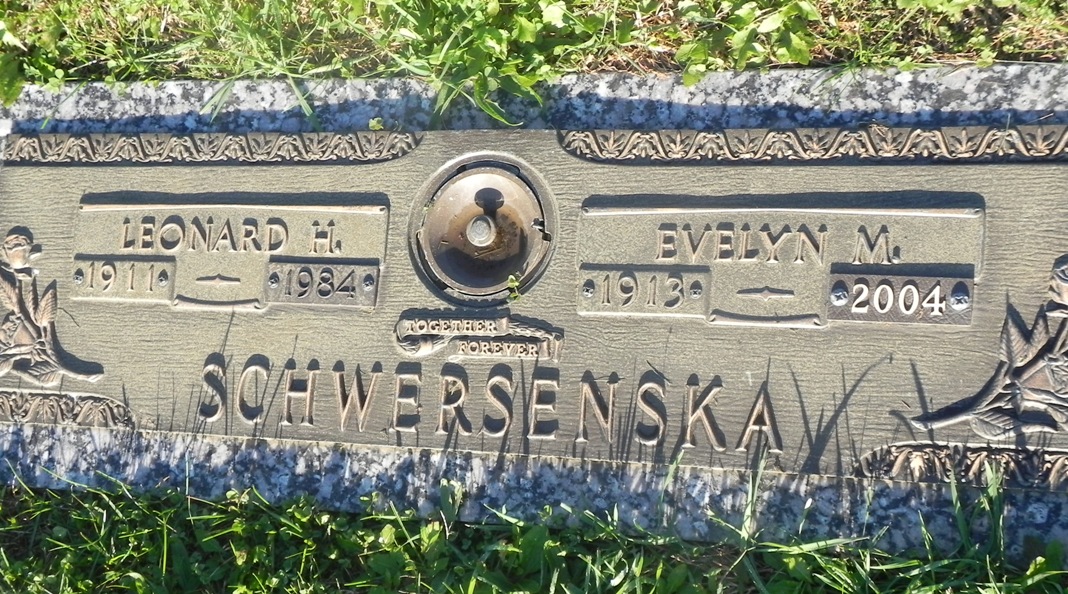 LEONARD H.
1911 – 1984
EVELYN M.
1913 – 2004
TOGETHER
FOREVER
SCHWERSENSKA